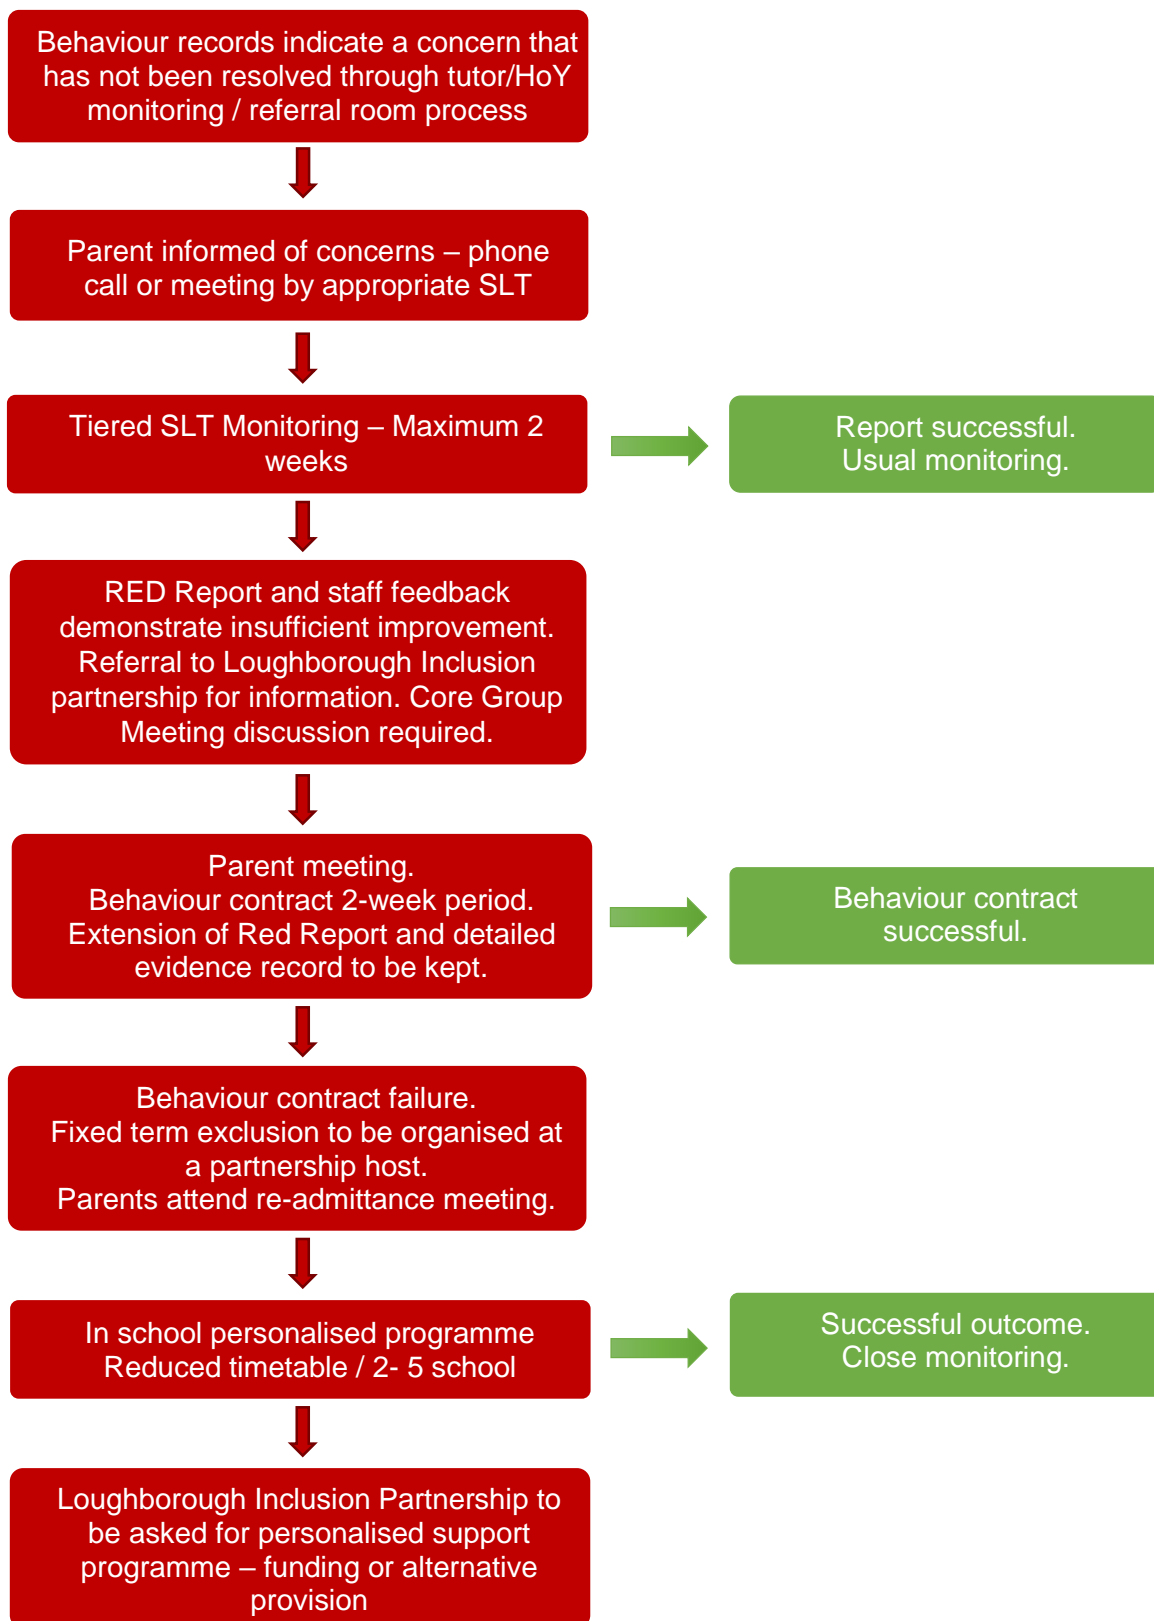 Behaviour records indicate a concern that
has not been resolved through tutor/HoY
monitoring / referral room process
Parent informed of concerns – phone
call or meeting by appropriate SLT
Tiered SLT Monitoring – Maximum 2
weeks
Report successful.
Usual monitoring.
RED Report and staff feedback
demonstrate insufficient improvement.
Referral to Loughborough Inclusion
partnership for information. Core Group
Meeting discussion required.
Parent meeting.
Behaviour contract 2-week period.
Extension of Red Report and detailed
evidence record to be kept.
Behaviour contract
successful.
Behaviour contract failure.
Fixed term exclusion to be organised at
a partnership host.
Parents attend re-admittance meeting.
In school personalised programme
Reduced timetable / 2- 5 school
Successful outcome.
Close monitoring.
Loughborough Inclusion Partnership to
be asked for personalised support
programme – funding or alternative
provision